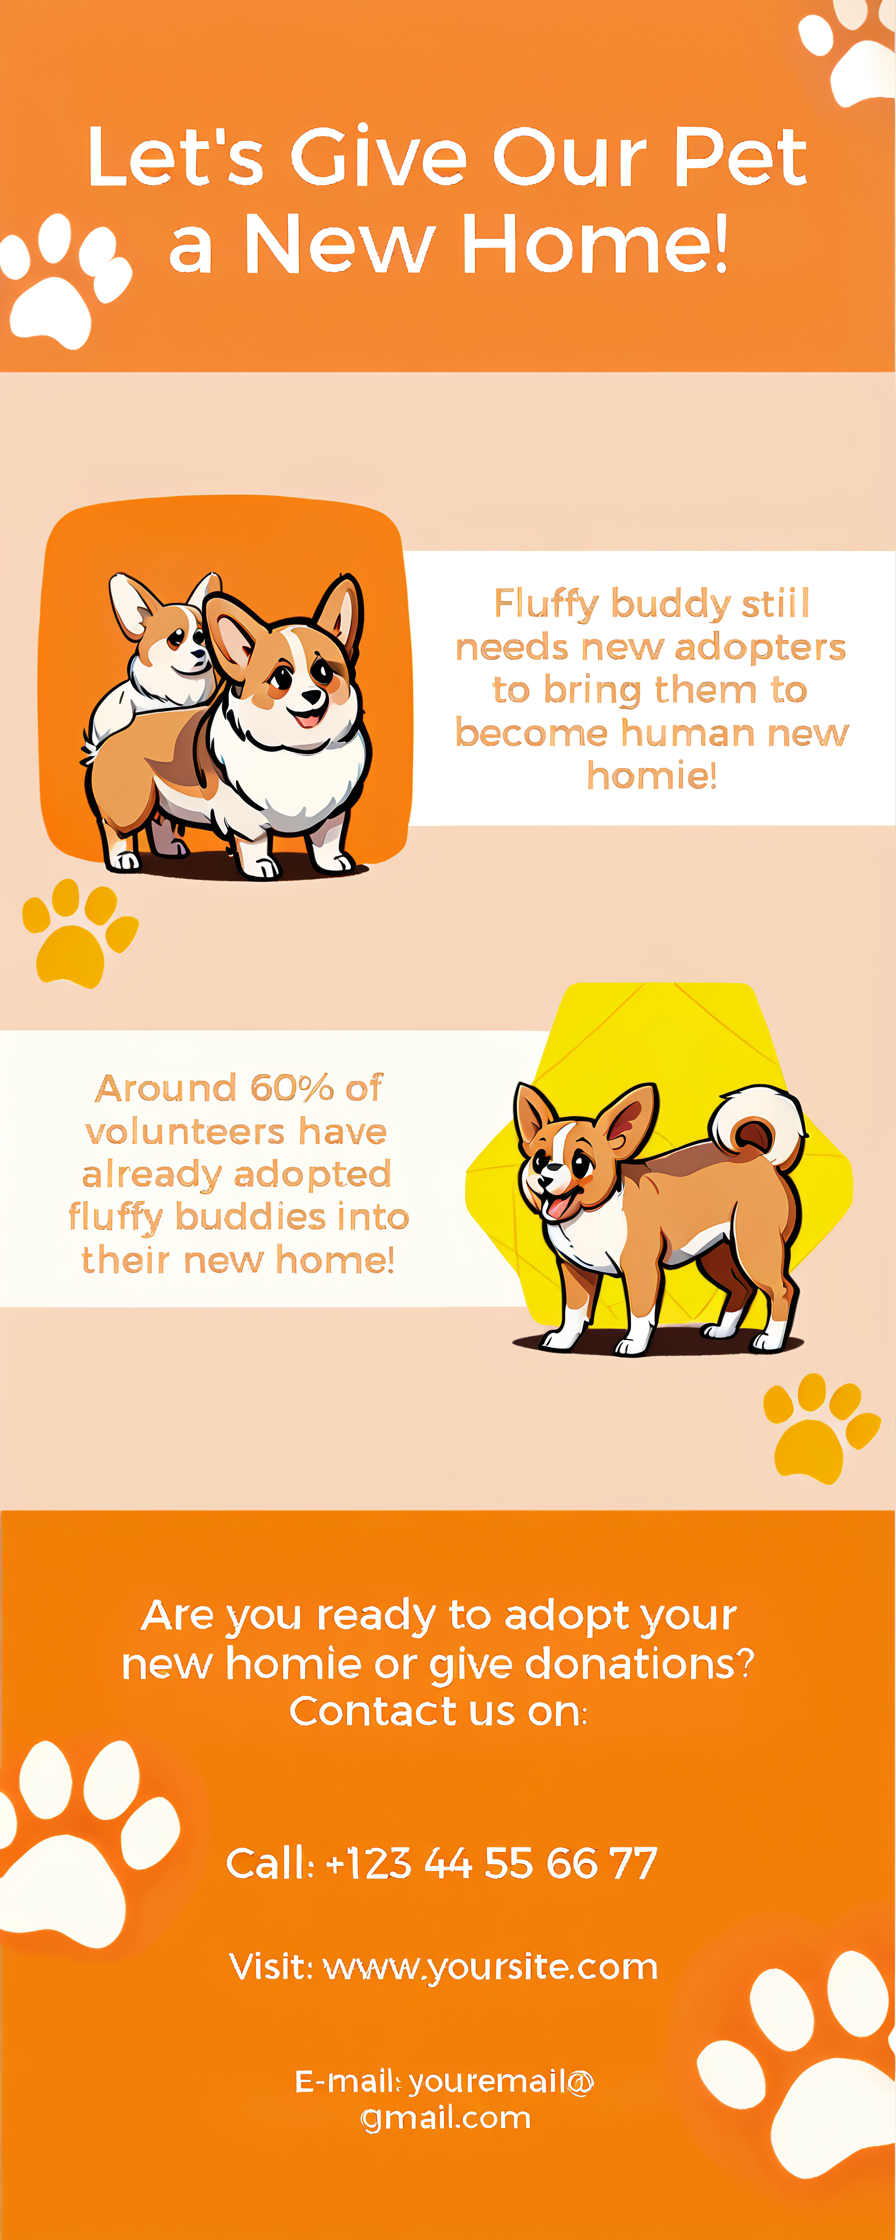 Let's Give Our Pet
a New Home!
Fluffy buddy still
needs new adopters
to bring them to
become human new
homie!
Around 60% of
volunteers have
already adopted
fluffy buddies into
their new home!
Are you ready to adopt your
new homie or give donations?
Contact us on:
Call: +123 44 55 66 77
Visit: www.yoursite.com
E-mail: youremail@
gmail.com